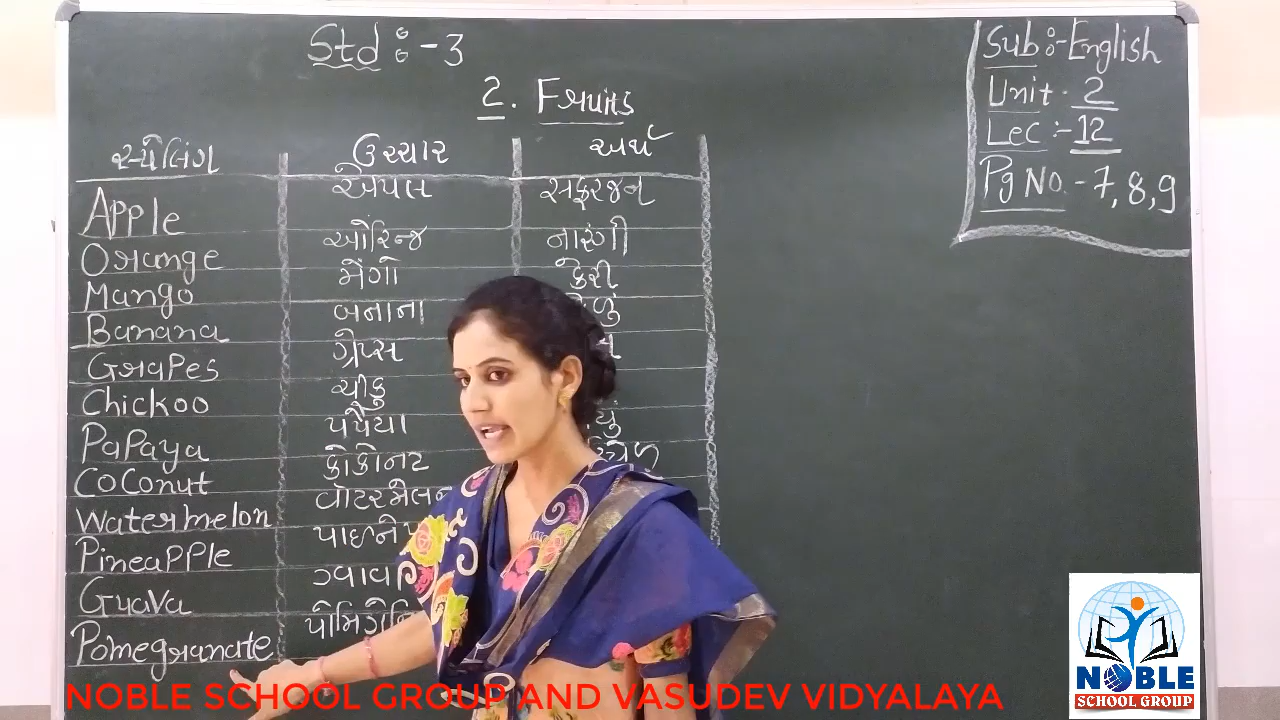 Std :- 3
2. Fruits
Sub :- English
Unit - 2
Lec :- 12
Pg No. - 7, 8, 9
સ્પેલિંગ ઉચ્ચાર અર્થ
Apple એપલ સફરજન
Orange ઓરેન્જ નારંગી
Mango મેંગો કેરી
Banana બનાના
Grapes ગ્રેપ્સ
Chickoo ચીકુ
Papaya પપૈયા
Coconut કોકોનટ
Watermelon વૉટરમેલન
Pineapple
Guava
Pomegranate
NOBLE SCHOOL GROUP AND VASUDEV VIDYALAYA
NOBLE
SCHOOL GROUP